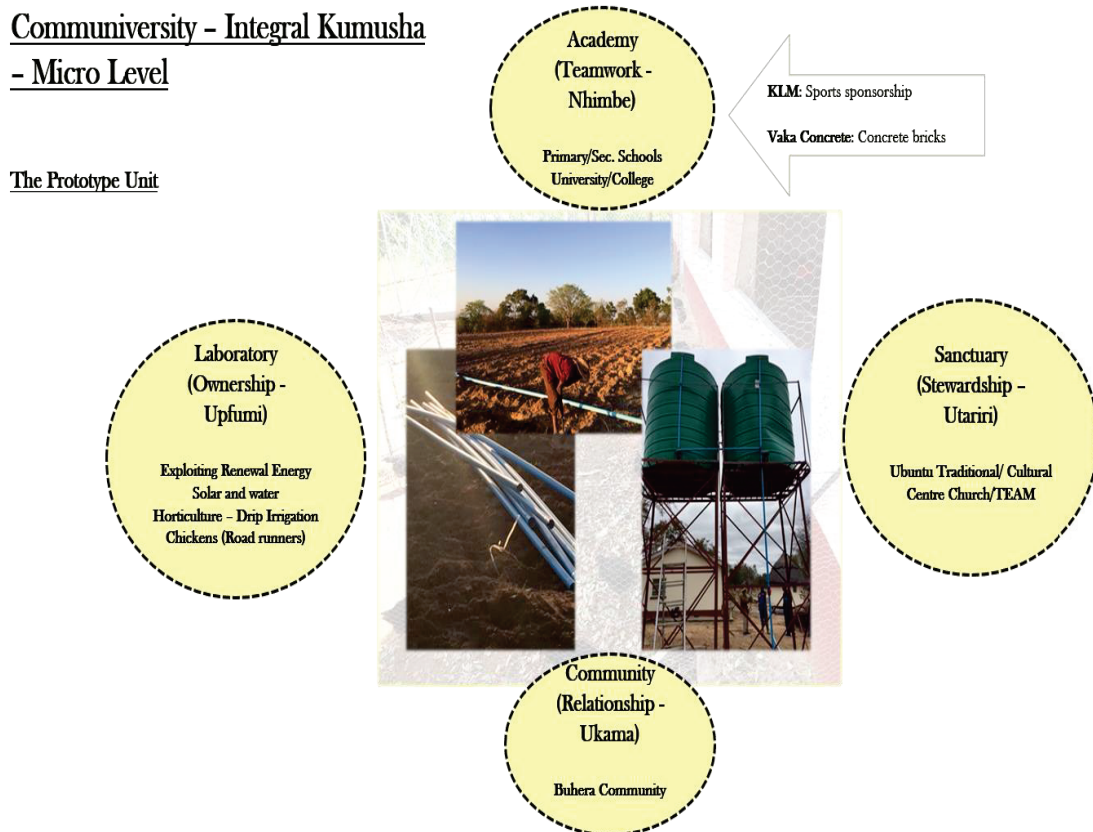 Communiversity – Integral Kumusha
– Micro Level
The Prototype Unit
Academy
(Teamwork -
Nhimbe)
Primary/Sec. Schools
University/College
KLM: Sports sponsorship
Vaka Concrete: Concrete bricks
Laboratory
(Ownership -
Upfumi)
Exploiting Renewal Energy
Solar and water
Horticulture – Drip Irrigation
Chickens (Road runners)
Sanctuary
(Stewardship –
Utariri)
Ubuntu Traditional/ Cultural
Centre Church/TEAM
Community
(Relationship -
Ukama)
Buhera Community